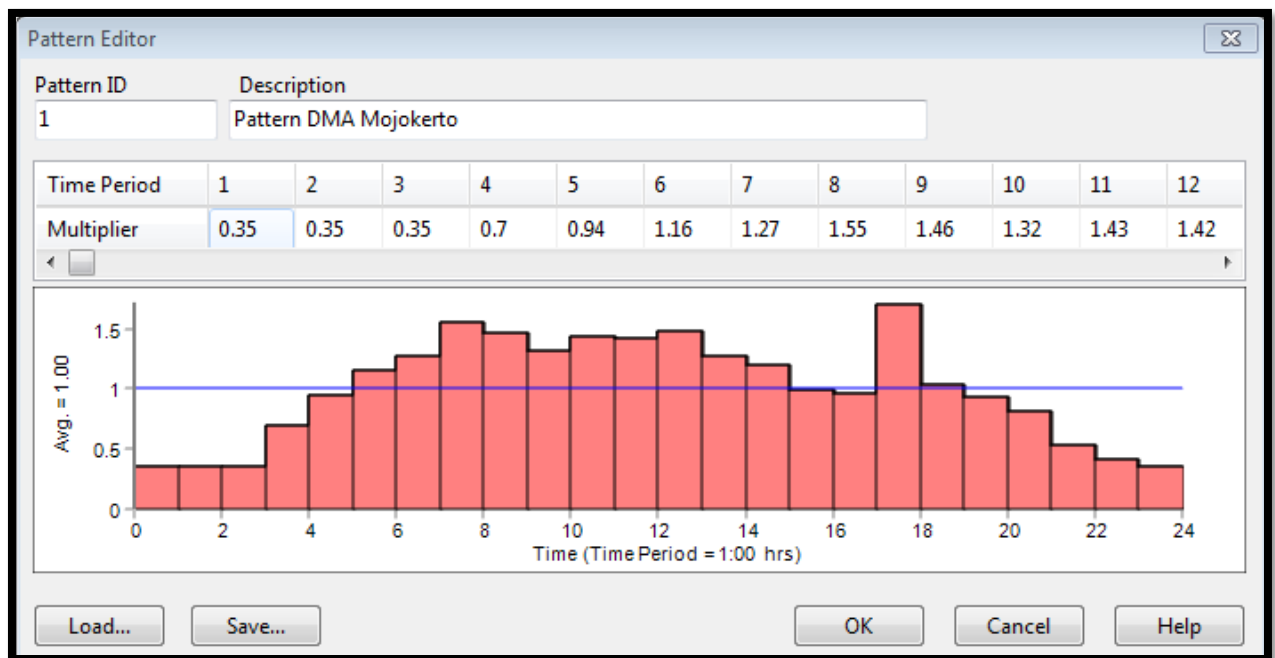 Pattern Editor
Pattern ID Description
1 Pattern DMA Mojokerto
Time Period 1 2 3 4 5 6 7 8 9 10 11 12
Multiplier 0.35 0.35 0.35 0.7 0.94 1.16 1.27 1.55 1.46 1.32 1.43 1.42
Avg. = 1.00
1.5
1
0.5
0
0 2 4 6 8 10 12 14 16 18 20 22 24
Time (Time Period = 1:00 hrs)
Load... Save... OK Cancel Help